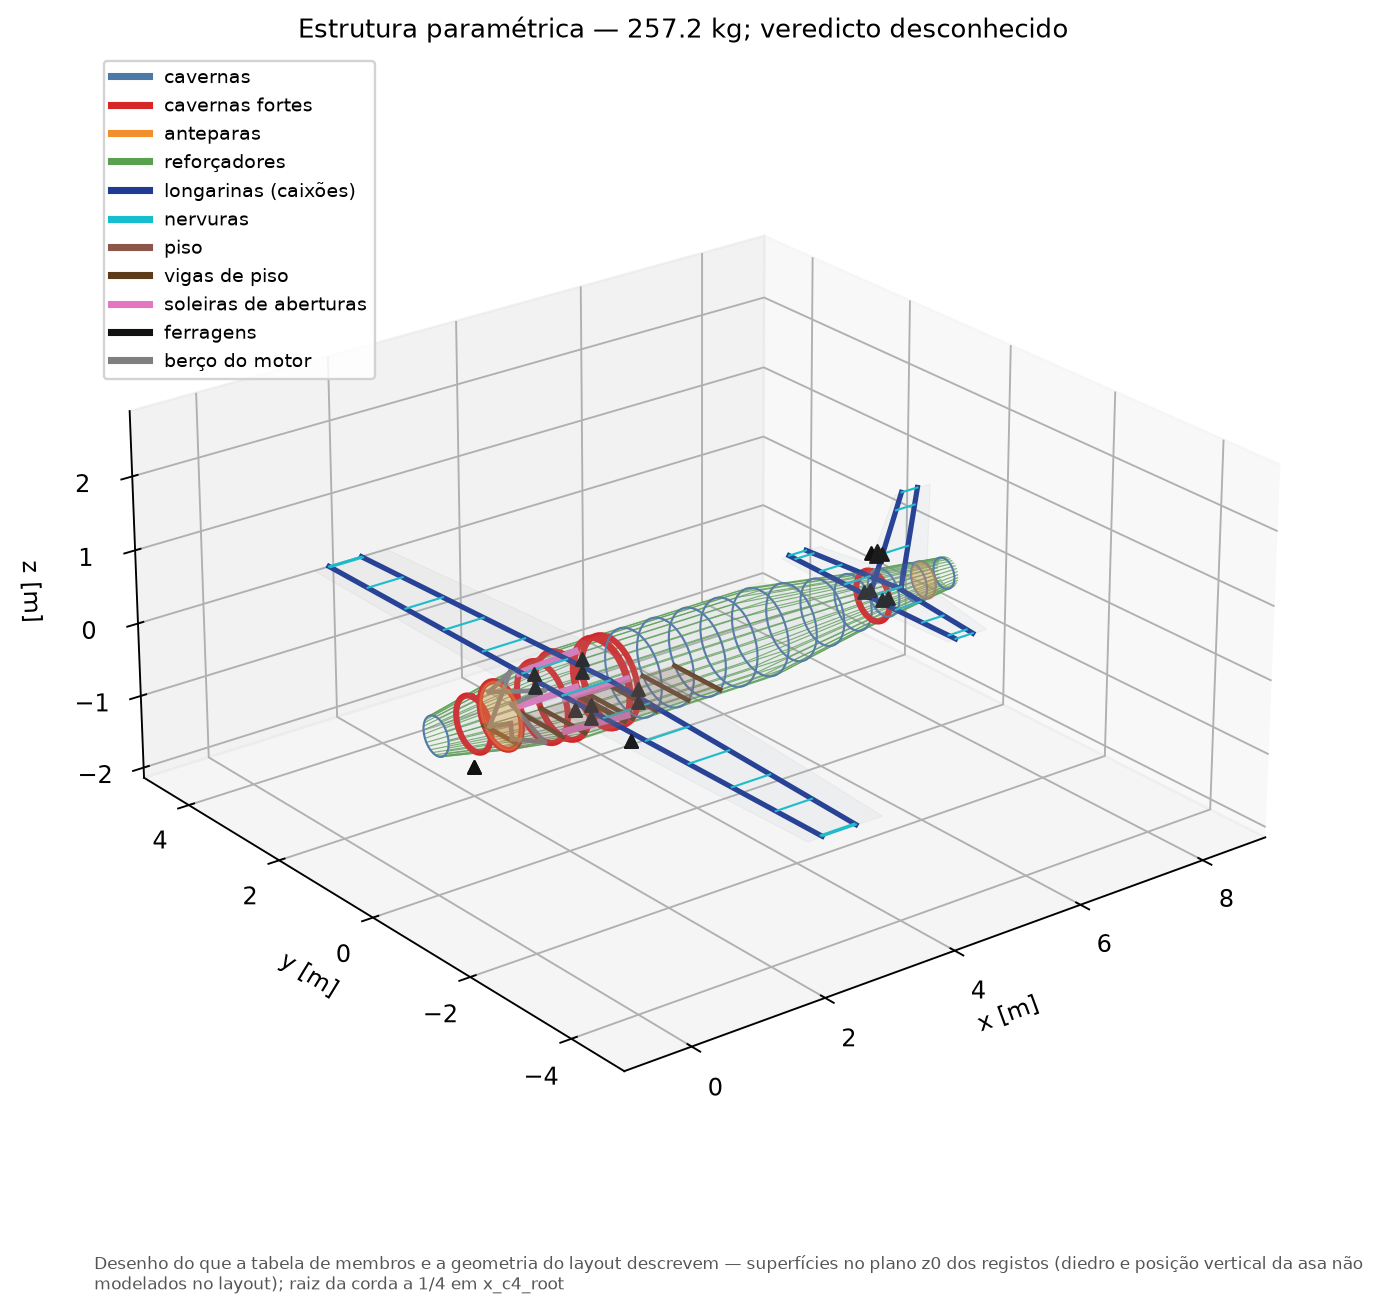 Estrutura paramétrica — 257.2 kg; veredicto desconhecido
cavernas
cavernas fortes
anteparas
reforçadores
longarinas (caixões)
nervuras
piso
vigas de piso
soleiras de aberturas
ferragens
berço do motor
2
1
0
−1
−2
z [m]
4
2
0
−2
−4
y [m]
0
2
4
6
8
x [m]
Desenho do que a tabela de membros e a geometria do layout descrevem — superfícies no plano z0 dos registos (diedro e posição vertical da asa não
modelados no layout); raiz da corda a 1/4 em x_c4_root